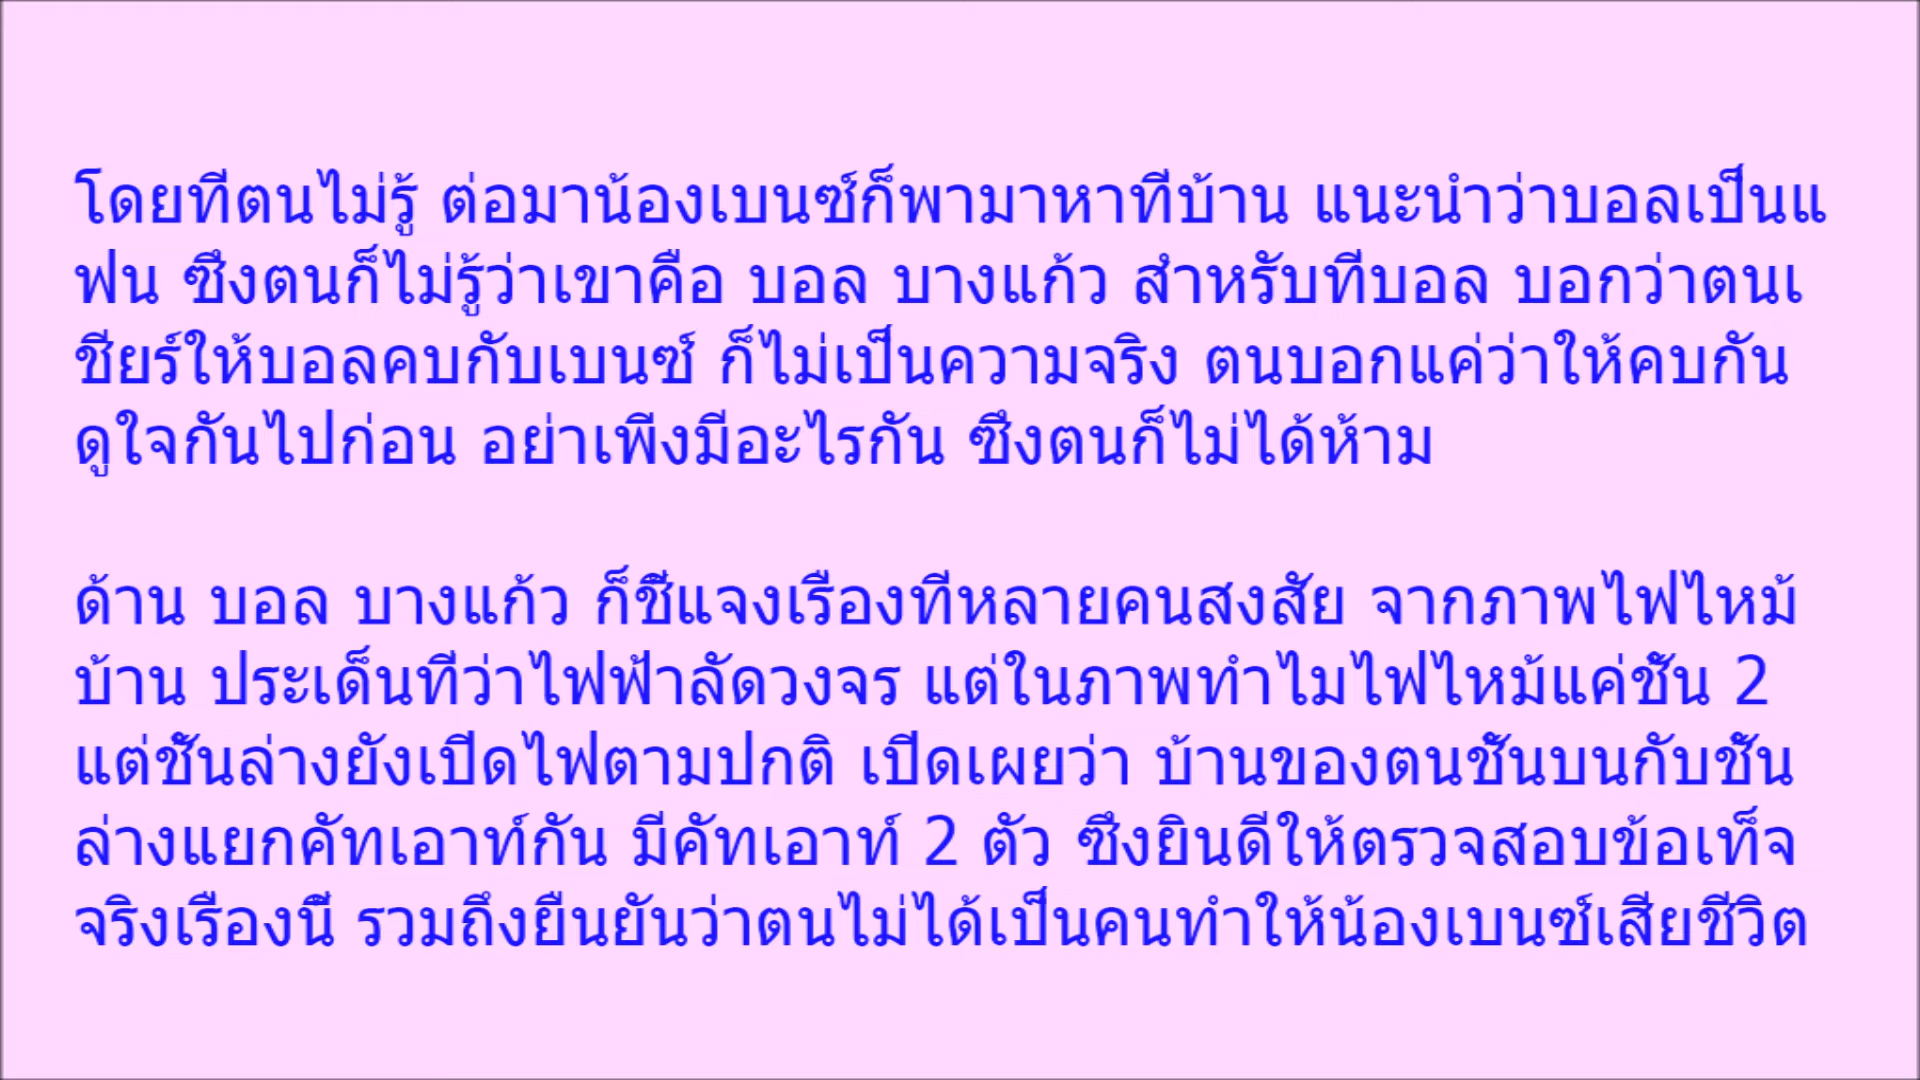 โดยที่ตนไม่รู้ ต่อมาน้องเบนซ์ก็พามาหาที่บ้าน แนะนำว่าบอลเป็นแ
ฟน ซึ่งตนก็ไม่รู้ว่าเขาคือ บอล บางแก้ว สำหรับที่บอล บอกว่าตนเ
ชียร์ให้บอลคบกับเบนซ์ ก็ไม่เป็นความจริง ตนบอกแค่ว่าให้คบกัน
ดูใจกันไปก่อน อย่าเพิ่งมีอะไรกัน ซึ่งตนก็ไม่ได้ห้าม
ด้าน บอล บางแก้ว ก็ชี้แจงเรื่องที่หลายคนสงสัย จากภาพไฟไหม้
บ้าน ประเด็นที่ว่าไฟฟ้าลัดวงจร แต่ในภาพทำไมไฟไหม้แค่ชั้น 2
แต่ชั้นล่างยังเปิดไฟตามปกติ เปิดเผยว่า บ้านของตนชั้นบนกับชั้น
ล่างแยกคัทเอาท์กัน มีคัทเอาท์ 2 ตัว ซึ่งยินดีให้ตรวจสอบข้อเท็จ
จริงเรื่องนี้ รวมถึงยืนยันว่าตนไม่ได้เป็นคนทำให้น้องเบนซ์เสียชีวิต